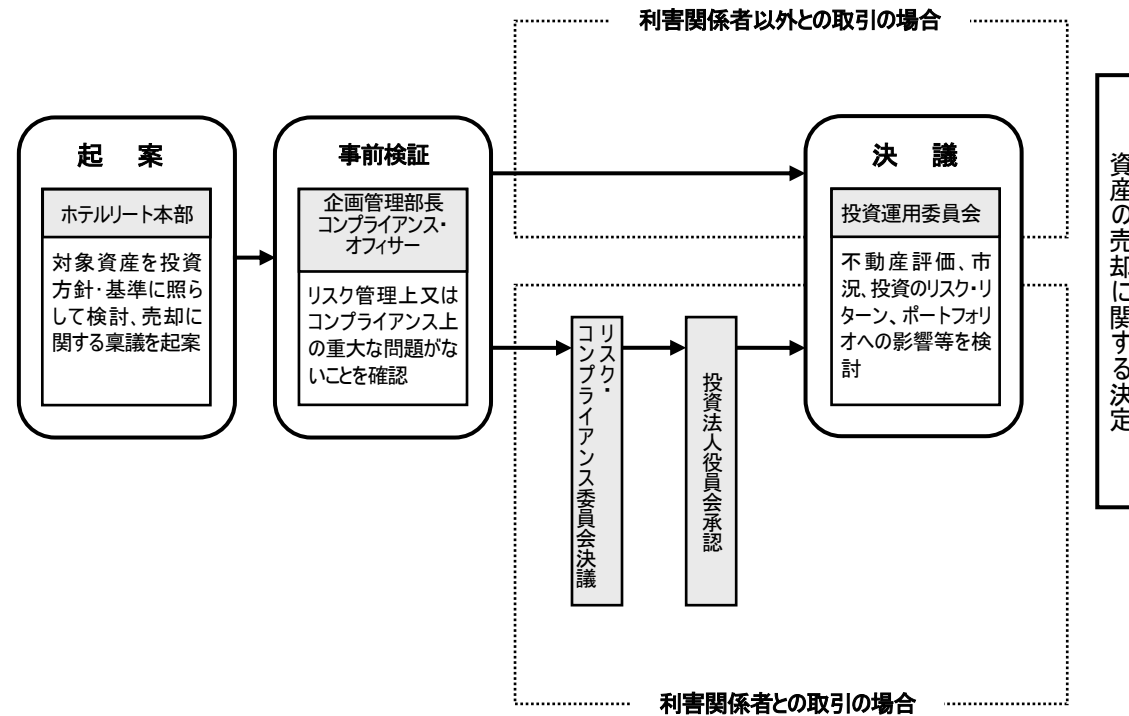 利害関係者以外との取引の場合
起　案
ホテルリート本部
対象資産を投資
方針・基準に照ら
して検討、売却に
関する稟議を起案
事前検証
企画管理部長
コンプライアンス・
オフィサー
リスク管理上又は
コンプライアンス上
の重大な問題がな
いことを確認
リスク・
コンプライアンス委員会決議
投資法人役員会承認
決　議
投資運用委員会
不動産評価、市
況、投資のリスク・リ
ターン、ポートフォリ
オへの影響等を検
討
資産の売却に関する決定
利害関係者との取引の場合